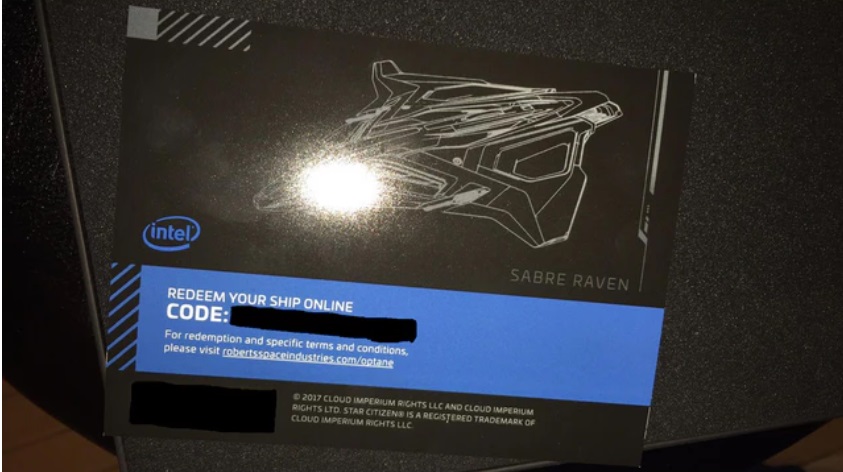 intel
SABRE RAVEN
REDEEM YOUR SHIP ONLINE
CODE:
For redemption and specific terms and conditions,
please visit robertsspaceindustries.com/optane
© 2017 CLOUD IMPERIUM RIGHTS LLC AND CLOUD IMPERIUM
RIGHTS LTD. STAR CITIZEN® IS A REGISTERED TRADEMARK OF
CLOUD IMPERIUM RIGHTS LLC.